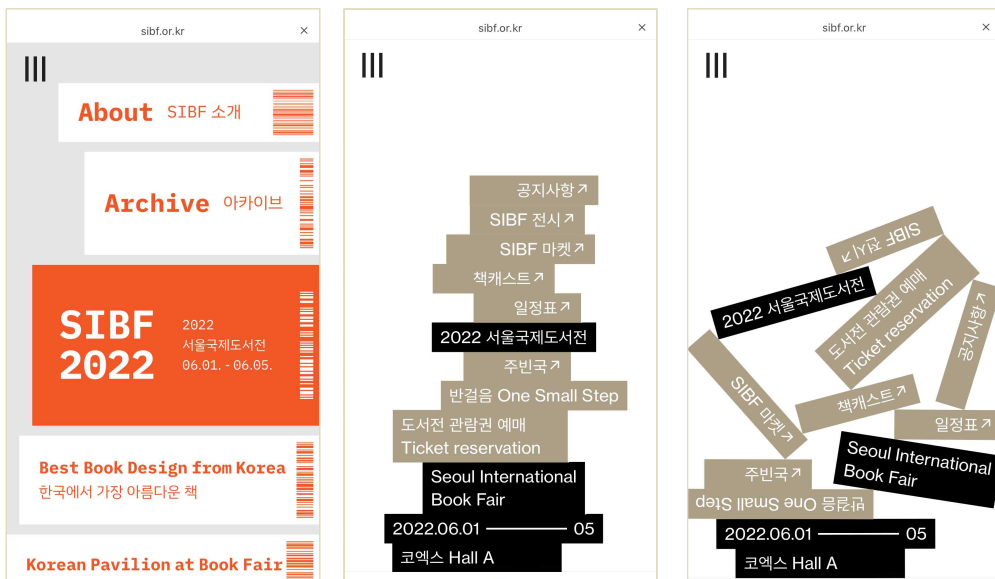 sibf.or.kr ×
About SIBF 소개
Archive 아카이브
SIBF
2022
2022
서울국제도서전
06.01. - 06.05.
Best Book Design from Korea
한국에서 가장 아름다운 책
Korean Pavilion at Book Fair
sibf.or.kr ×
공지사항↗
SIBF 전시↗
SIBF 마켓↗
책캐스트↗
일정표↗
2022 서울국제도서전
주빈국↗
반걸음 One Small Step
도서전 관람권 예매
Ticket reservation
Seoul International
Book Fair
2022.06.01 05
코엑스 Hall A
sibf.or.kr ×
SIBF 전시↗
2022 서울국제도서전
도서전 관람권 예매
Ticket reservation
공지사항↗
SIBF 마켓↗
책캐스트↗
일정표↗
Seoul International
Book Fair
주빈국↗
반걸음 One Small Step
2022.06.01 05
코엑스 Hall A